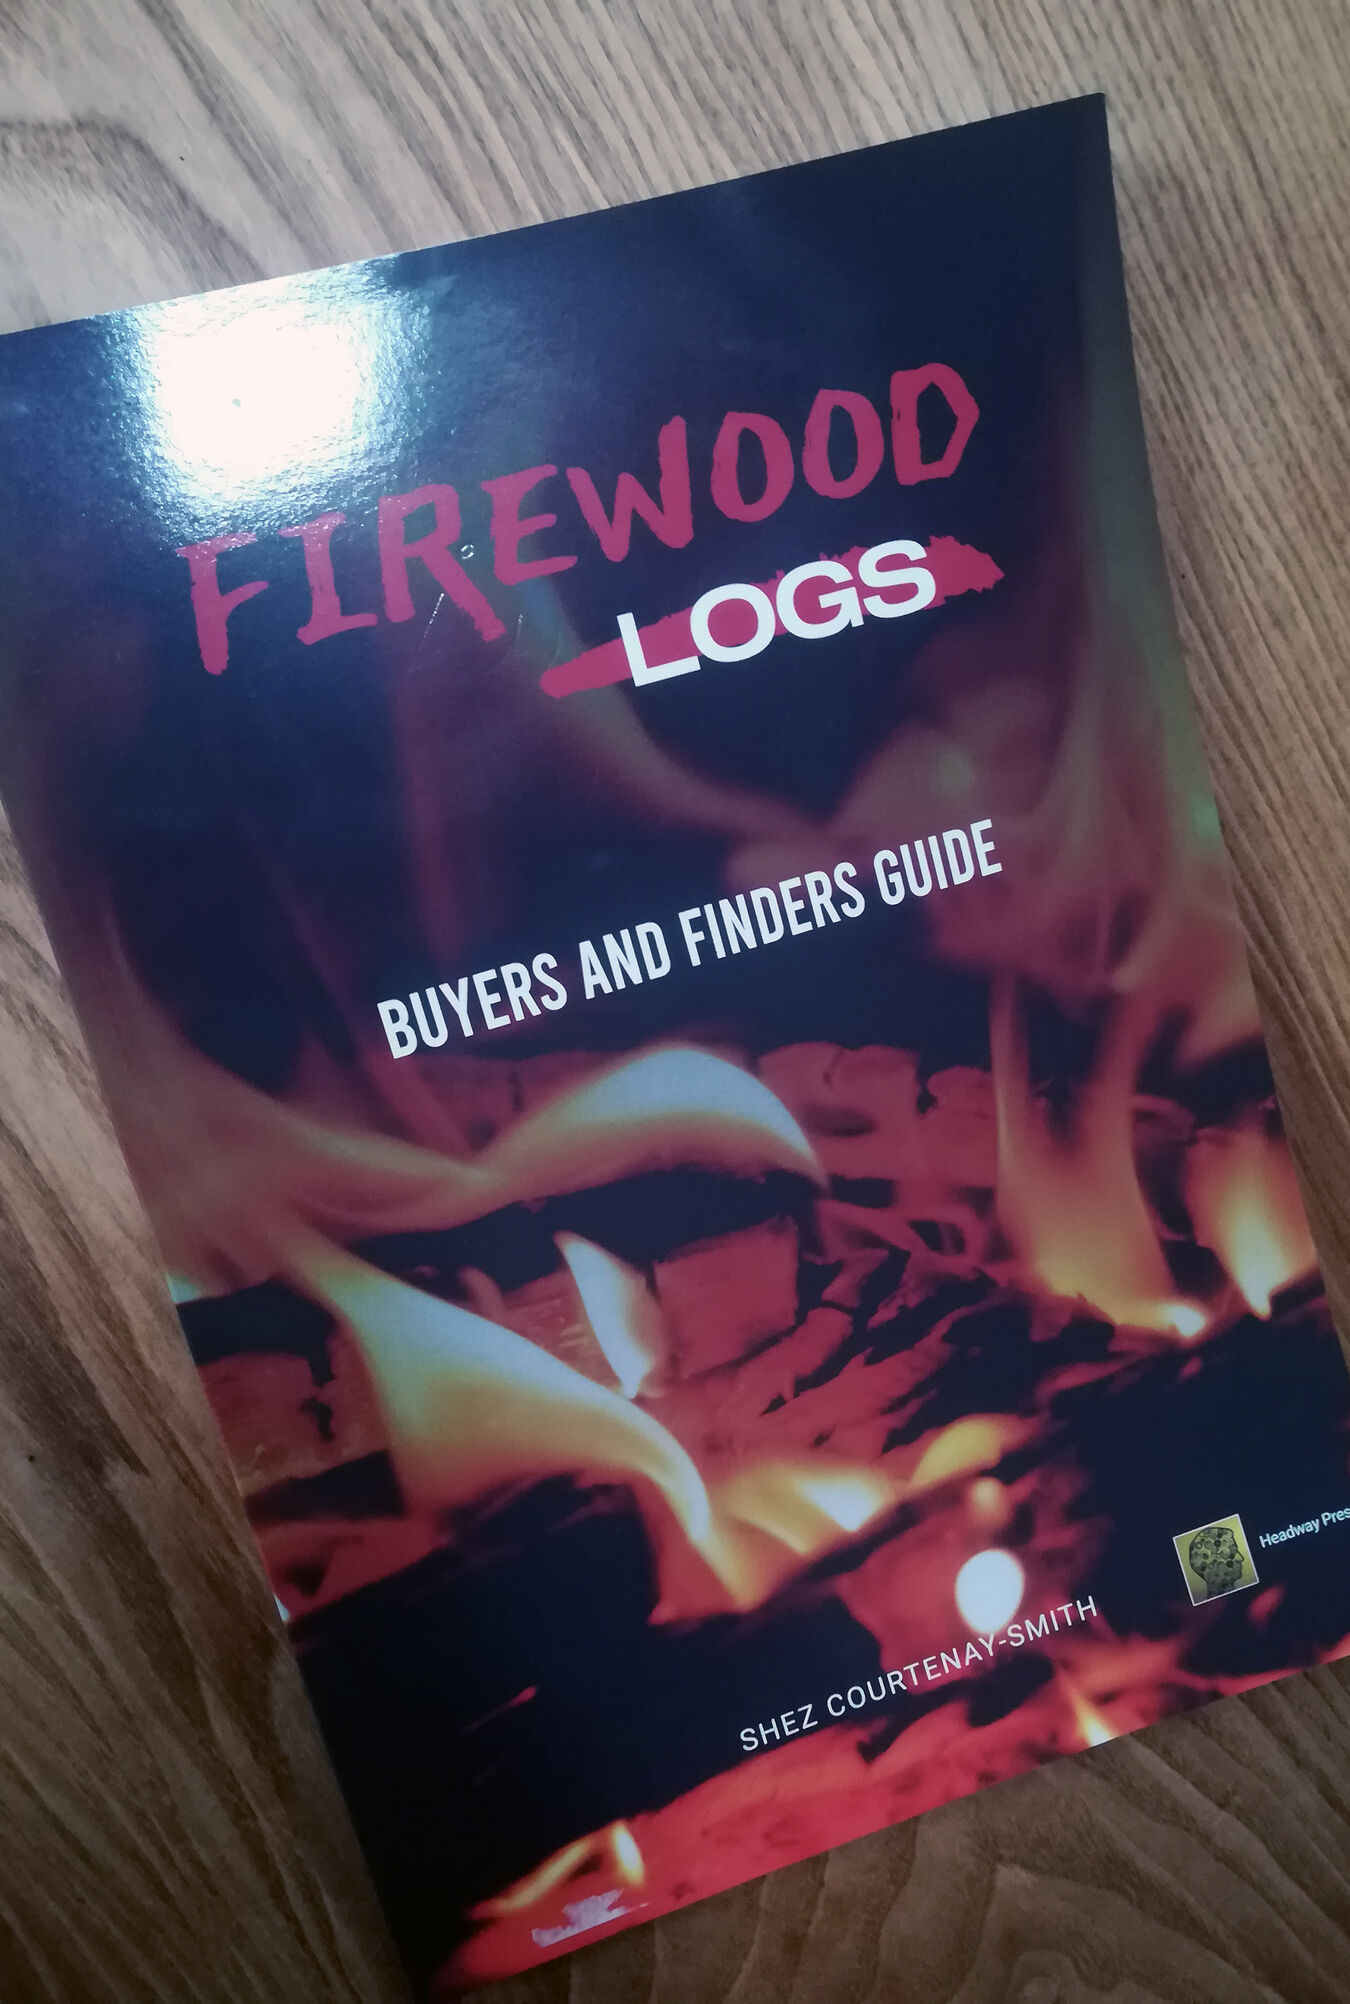 FIREWOOD
LOGS
BUYERS AND FINDERS GUIDE
Headway Pres
SHEZ COURTENAY-SMITH